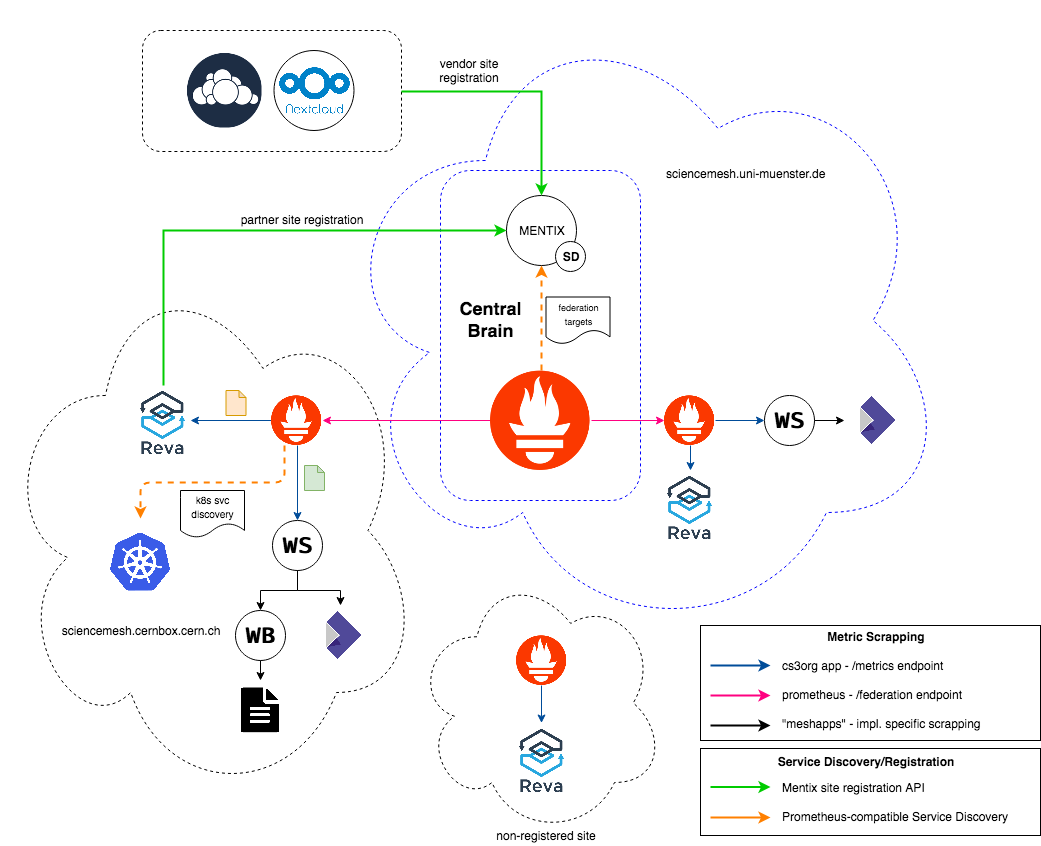 vendor site
registration
Nextcloud
sciencemesh.uni-muenster.de
partner site registration
MENTIX
SD
Central
Brain
federation
targets
Reva
WS
k8s svc
discovery
Reva
WS
sciencemesh.cernbox.cern.ch
WB
Reva
non-registered site
Metric Scrapping
cs3org app - /metrics endpoint
prometheus - /federation endpoint
"meshapps" - impl. specific scrapping
Service Discovery/Registration
Mentix site registration API
Prometheus-compatible Service Discovery